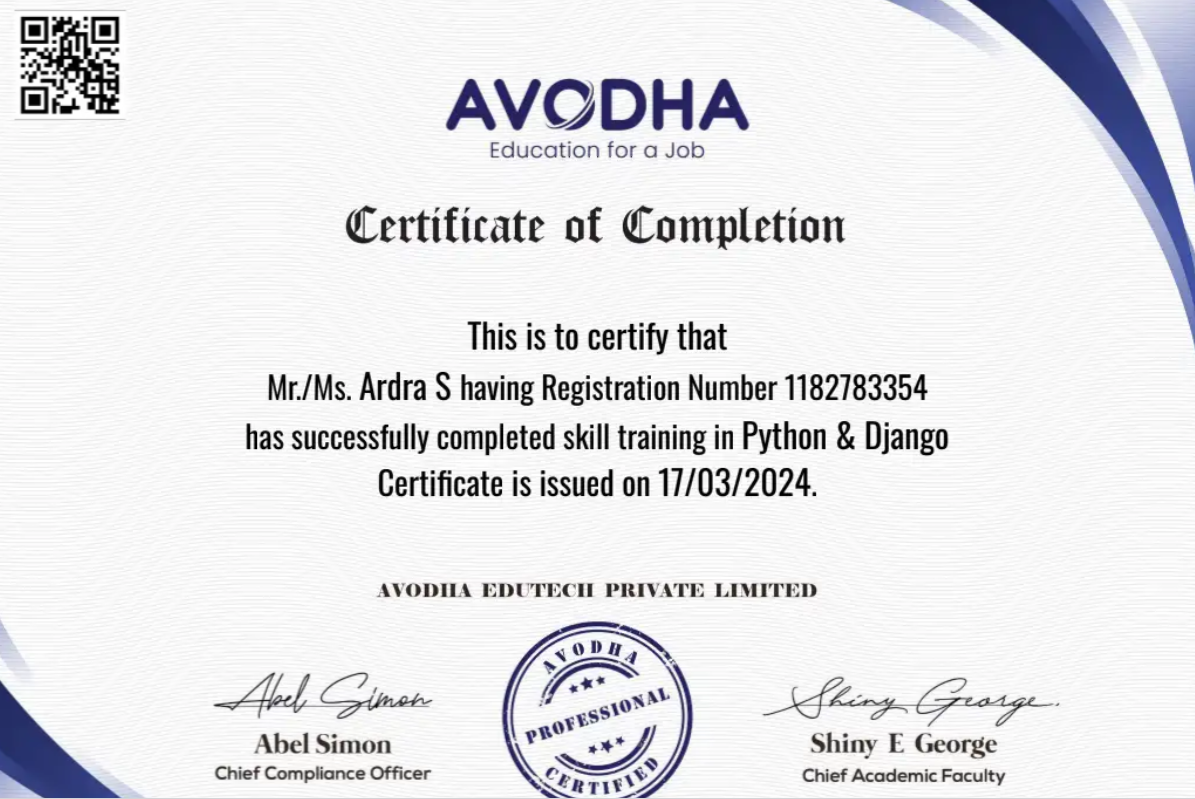 AVODHA
Education for a Job
Certificate of Completion
This is to certify that
Mr./Ms. Ardra S having Registration Number 1182783354
has successfully completed skill training in Python & Django
Certificate is issued on 17/03/2024.
AVODHA EDUTECH PRIVATE LIMITED
AVODHA
PROFESSIONAL
CERTIFIED
Abel Simon
Abel Simon
Chief Compliance Officer
Shiny George.
Shiny E George
Chief Academic Faculty